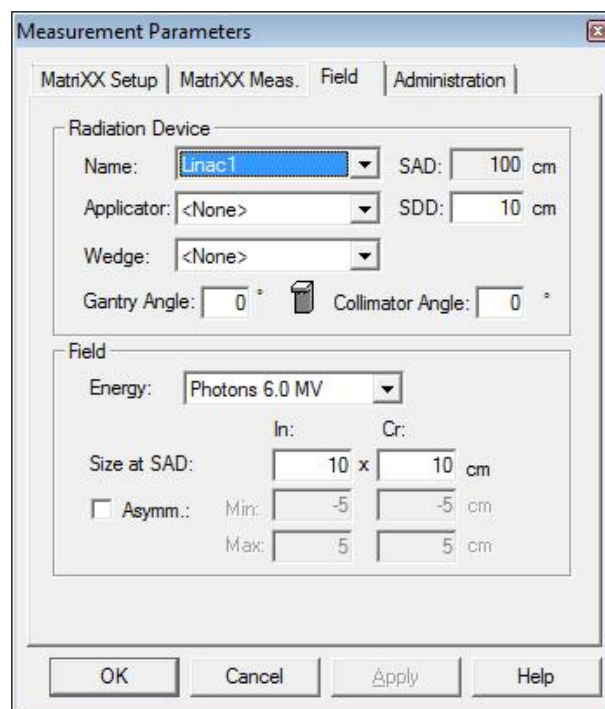 Measurement Parameters
MatriXX Setup MatriXX Meas. Field Administration
Radiation Device
Name: Linac1 SAD: 100 cm
Applicator: <None> SDD: 10 cm
Wedge: <None>
Gantry Angle: 0 ° Collimator Angle: 0 °
Field
Energy: Photons 6.0 MV
In: Cr:
Size at SAD: 10 x 10 cm
Asymm.: Min: -5 -5 cm
Max: 5 5 cm
OK Cancel Apply Help